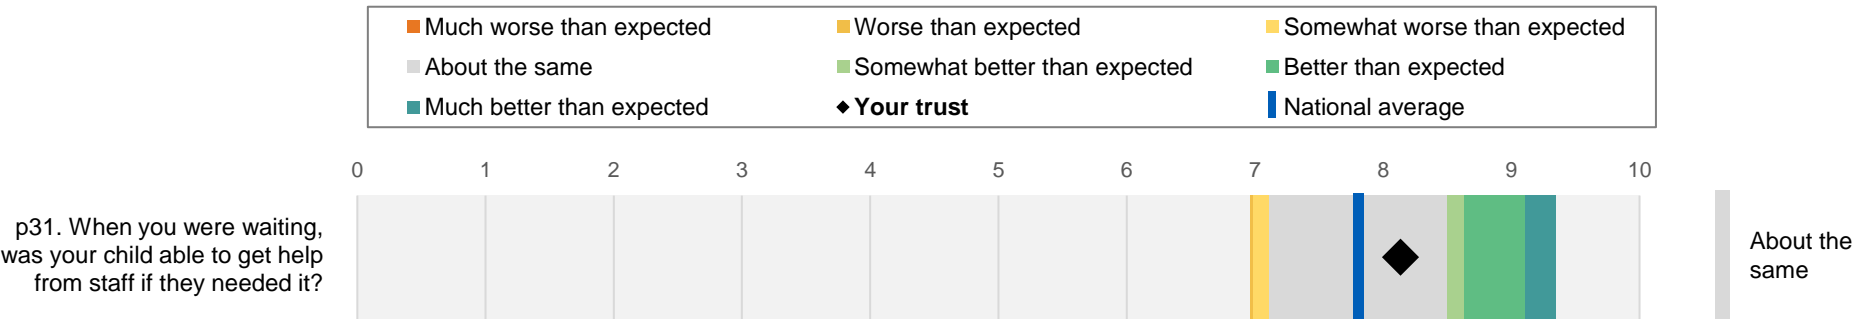 Much worse than expected
Worse than expected
Somewhat worse than expected
About the same
Somewhat better than expected
Better than expected
Much better than expected
Your trust
National average
0 1 2 3 4 5 6 7 8 9 10
p31. When you were waiting,
was your child able to get help
from staff if they needed it?
About the
same